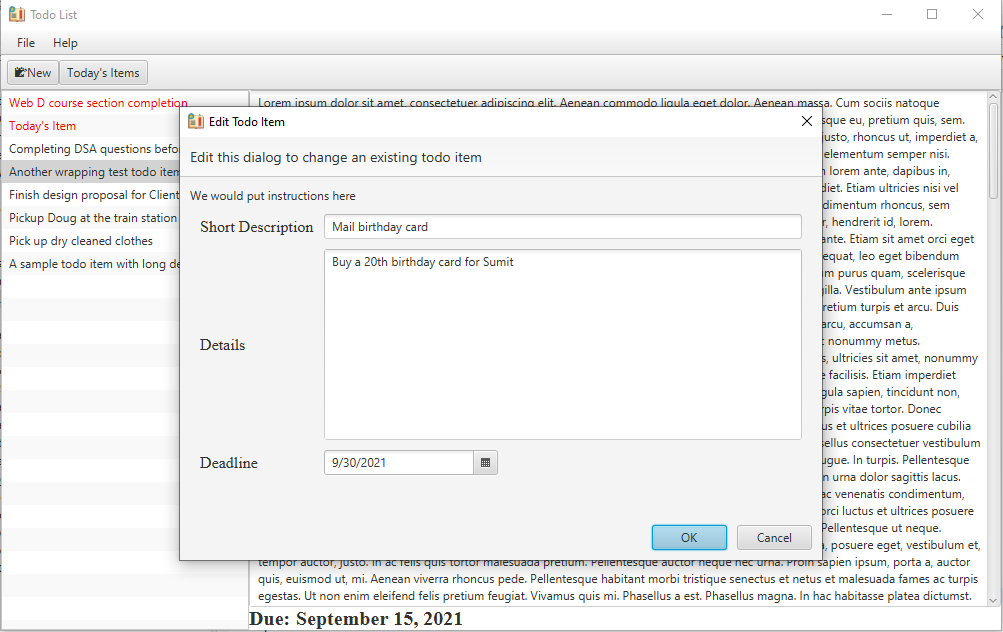 Todo List
File Help
New Today's Items
Web D course section completion
Today's Item
Completing DSA questions befo
Another wrapping test todo item
Finish design proposal for Client
Pickup Doug at the train station
Pick up dry cleaned clothes
A sample todo item with long de
Lorem ipsum dolor sit amet, consectetuer adipiscing elit. Aenean commodo ligula eget dolor. Aenean massa. Cum sociis natoque
sque eu, pretium quis, sem.
justo, rhoncus ut, imperdiet a,
elementum semper nisi.
lorem ante, dapibus in,
diet. Etiam ultricies nisi vel
dimentum rhoncus, sem
r, hendrerit id, lorem.
ante. Etiam sit amet orci eget
equat, leo eget bibendum
m purus quam, scelerisque
gilla. Vestibulum ante ipsum
retium turpis et arcu. Duis
arcu, accumsan a,
nonummy metus.
s, ultricies sit amet, nonummy
e facilisis. Etiam imperdiet
gula sapien, tincidunt non,
rpis vitae tortor. Donec
us et ultrices posuere cubilia
sellus consectetuer vestibulum
ugue. In turpis. Pellentesque
n urna dolor sagittis lacus.
ac venenatis condimentum,
orci luctus et ultrices posuere
Pellentesque ut neque.
, posuere eget, vestibulum et,
tempor auctor, justo. In ac felis quis tortor malesuada pretium. Pellentesque auctor neque nec urna. Proin sapien ipsum, porta a, auctor
quis, euismod ut, mi. Aenean viverra rhoncus pede. Pellentesque habitant morbi tristique senectus et netus et malesuada fames ac turpis
egestas. Ut non enim eleifend felis pretium feugiat. Vivamus quis mi. Phasellus a est. Phasellus magna. In hac habitasse platea dictumst.
Due: September 15, 2021
Edit Todo Item
Edit this dialog to change an existing todo item
We would put instructions here
Short Description Mail birthday card
Details Buy a 20th birthday card for Sumit
Deadline 9/30/2021
OK Cancel